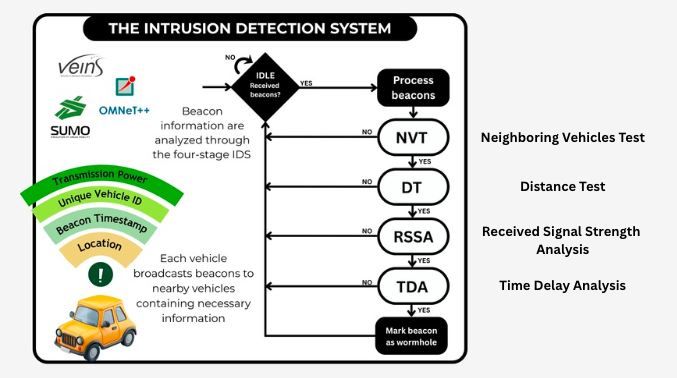 THE INTRUSION DETECTION SYSTEM
veins
OMNeT++
SUMO
NO
IDLE
Received
beacons?
YES
Process
beacons
Beacon
information are
analyzed through
the four-stage IDS
NO
NVT
Neighboring Vehicles Test
YES
NO
DT
Distance Test
YES
NO
RSSA
Received Signal Strength
Analysis
YES
NO
TDA
Time Delay Analysis
YES
Mark beacon
as wormhole
Transmission Power
Unique Vehicle ID
Beacon Timestamp
Location
!
Each vehicle
broadcasts beacons to
nearby vehicles
containing necessary
information